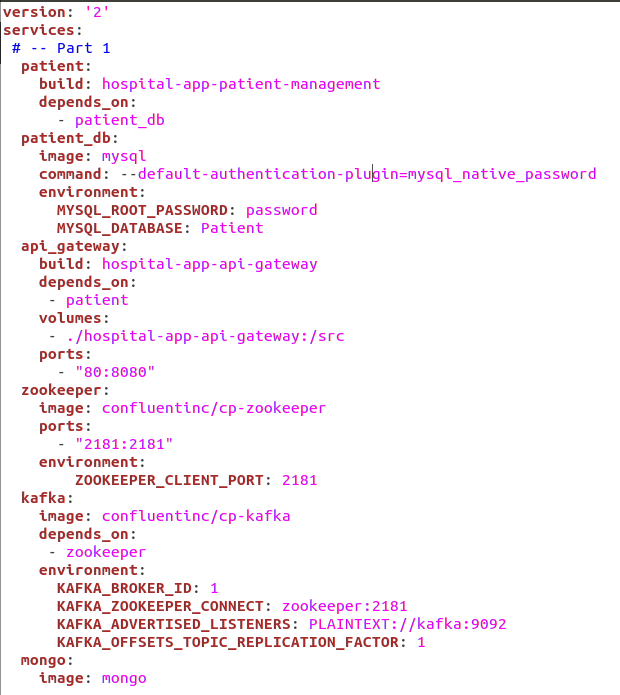 version: '2'
services:
 # -- Part 1
  patient:
    build: hospital-app-patient-management
    depends_on:
      - patient_db
  patient_db:
    image: mysql
    command: --default-authentication-plugin=mysql_native_password
    environment:
      MYSQL_ROOT_PASSWORD: password
      MYSQL_DATABASE: Patient
  api_gateway:
    build: hospital-app-api-gateway
    depends_on:
     - patient
    volumes:
     - ./hospital-app-api-gateway:/src
    ports:
      - "80:8080"
  zookeeper:
    image: confluentinc/cp-zookeeper
    ports:
      - "2181:2181"
    environment:
        ZOOKEEPER_CLIENT_PORT: 2181
  kafka:
    image: confluentinc/cp-kafka
    depends_on:
     - zookeeper
    environment:
      KAFKA_BROKER_ID: 1
      KAFKA_ZOOKEEPER_CONNECT: zookeeper:2181
      KAFKA_ADVERTISED_LISTENERS: PLAINTEXT://kafka:9092
      KAFKA_OFFSETS_TOPIC_REPLICATION_FACTOR: 1
  mongo:
    image: mongo